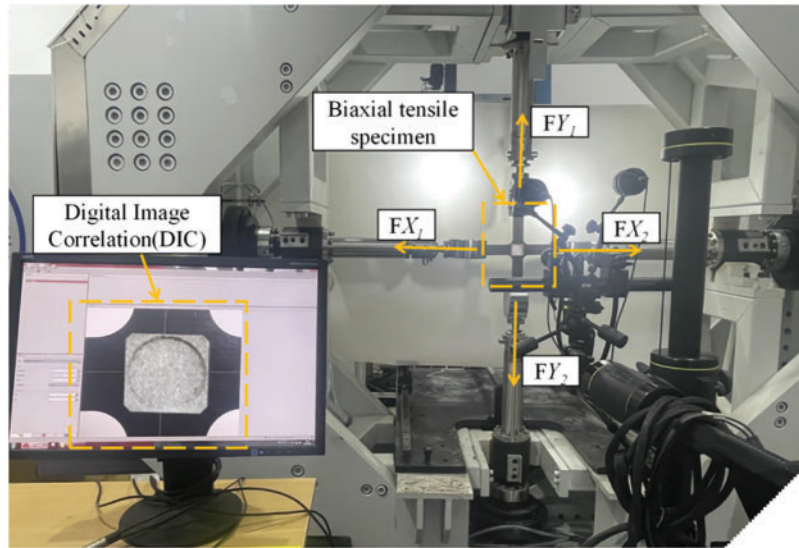 Biaxial tensile
specimen
FY₁
Digital Image
Correlation(DIC)
FX₁
FX₂
FY₂